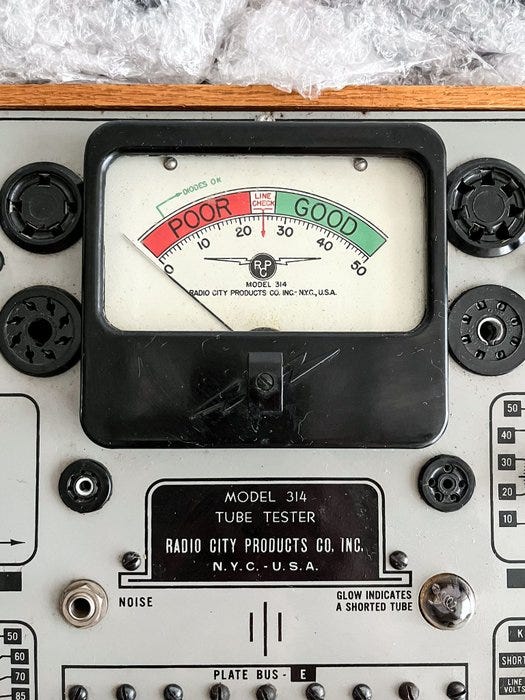 DIODES OK
LINE
CHECK
POOR
GOOD
0 10 20 30 40 50
RCP
MODEL 314
RADIO CITY PRODUCTS CO. INC.-N.Y.C., U.S.A.
50
40
30
20
10
MODEL 314
TUBE TESTER
RADIO CITY PRODUCTS CO. INC.
N.Y.C. - U.S.A.
NOISE
GLOW INDICATES
A SHORTED TUBE
50
60
70
85
PLATE BUS - E
K
SHORT
LINE